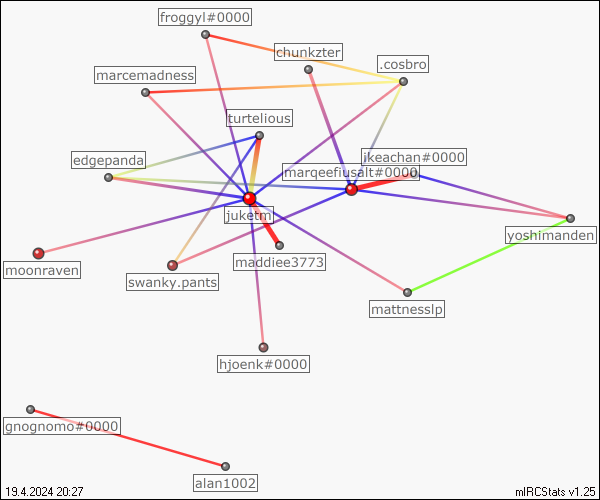 froggyl#0000
chunkzter
.cosbro
marcemadness
turtelious
edgepanda
ikeachan#0000
marqeefiusalt#0000
juketm
yoshimanden
maddiee3773
moonraven
swanky.pants
mattnesslp
hjoenk#0000
gnognomo#0000
alan1002
19.4.2024 20:27
mIRCStats v1.25